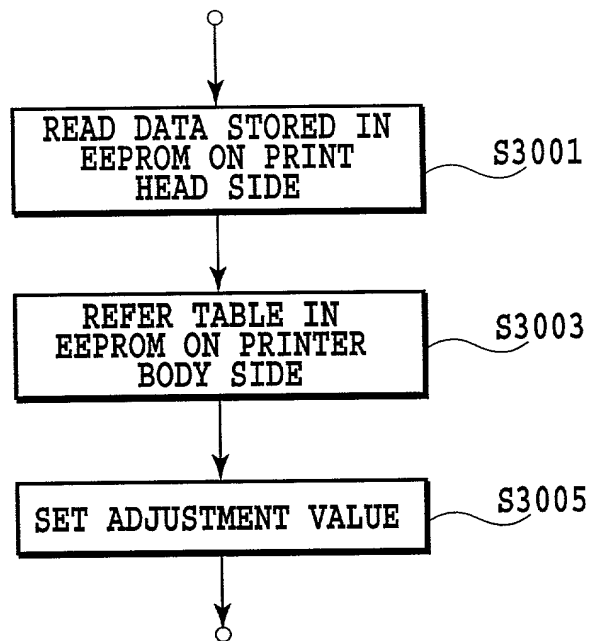 READ DATA STORED IN
EEPROM ON PRINT
HEAD SIDE
S3001
REFER TABLE IN
EEPROM ON PRINTER
BODY SIDE
S3003
SET ADJUSTMENT VALUE
S3005